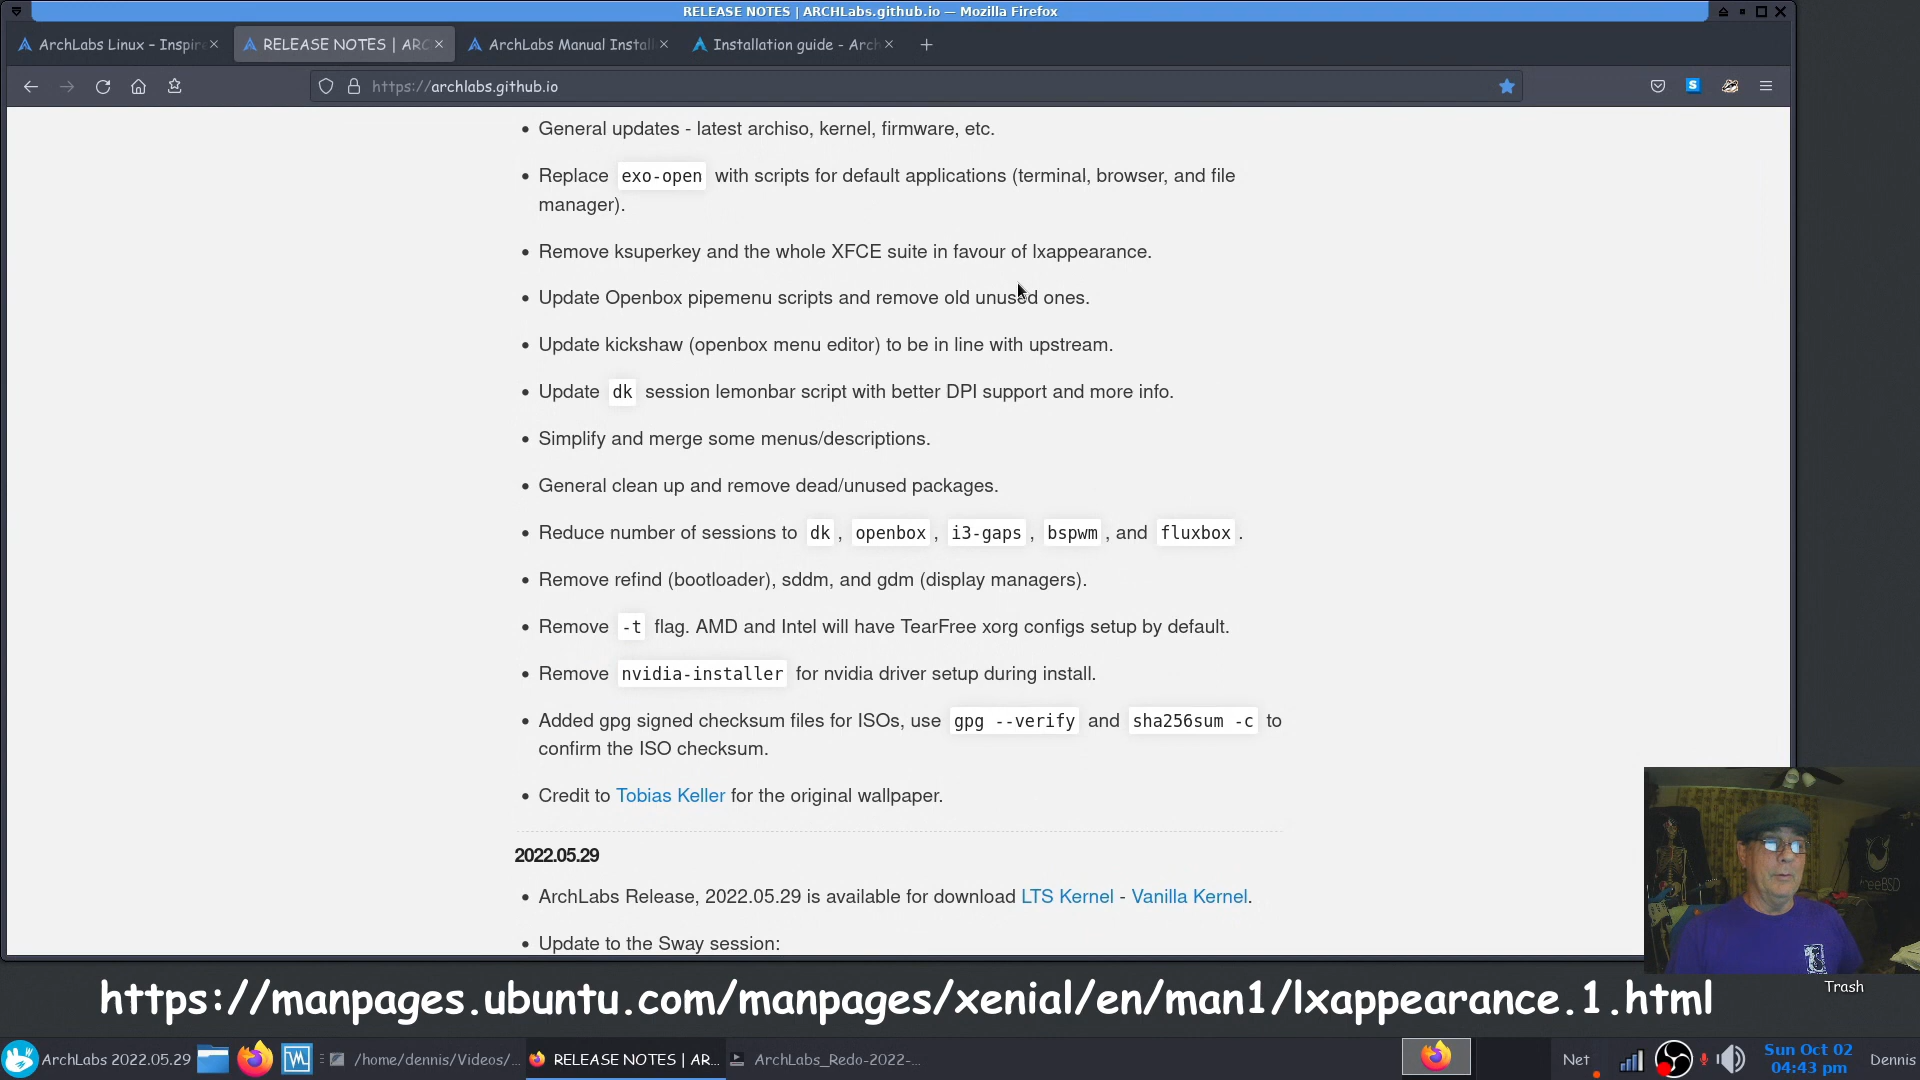 RELEASE NOTES | ARCHLabs.github.io — Mozilla Firefox
ArchLabs Linux – Inspire
RELEASE NOTES | ARC
ArchLabs Manual Install
Installation guide - Arch
https://archlabs.github.io
General updates - latest archiso, kernel, firmware, etc.
Replace exo-open with scripts for default applications (terminal, browser, and file
manager).
Remove ksuperkey and the whole XFCE suite in favour of lxappearance.
Update Openbox pipemenu scripts and remove old unused ones.
Update kickshaw (openbox menu editor) to be in line with upstream.
Update dk session lemonbar script with better DPI support and more info.
Simplify and merge some menus/descriptions.
General clean up and remove dead/unused packages.
Reduce number of sessions to dk, openbox, i3-gaps, bspwm, and fluxbox.
Remove refind (bootloader), sddm, and gdm (display managers).
Remove -t flag. AMD and Intel will have TearFree xorg configs setup by default.
Remove nvidia-installer for nvidia driver setup during install.
Added gpg signed checksum files for ISOs, use gpg --verify and sha256sum -c to
confirm the ISO checksum.
Credit to Tobias Keller for the original wallpaper.
2022.05.29
ArchLabs Release, 2022.05.29 is available for download LTS Kernel - Vanilla Kernel.
Update to the Sway session:
https://manpages.ubuntu.com/manpages/xenial/en/man1/lxappearance.1.html
Trash
ArchLabs 2022.05.29
/home/dennis/Videos/...
RELEASE NOTES | AR...
ArchLabs_Redo-2022-...
Net
Sun Oct 02
04:43 pm
Dennis